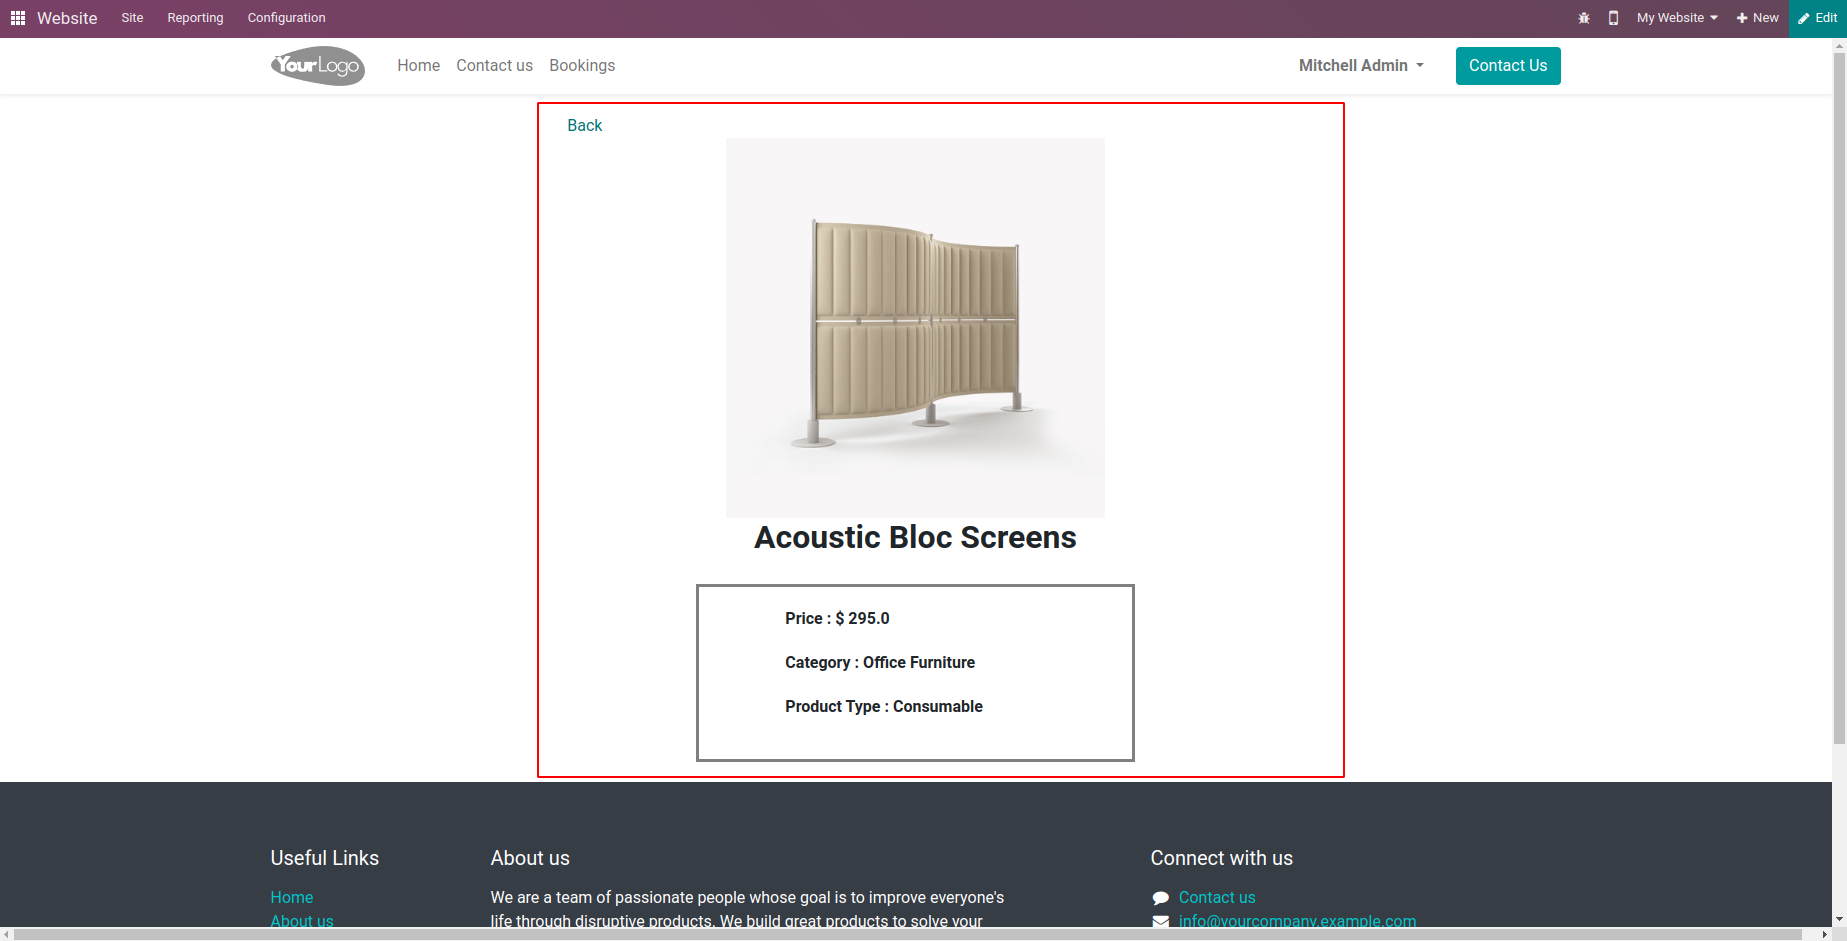 Website Site Reporting Configuration My Website New Edit
YourLogo Home Contact us Bookings Mitchell Admin Contact Us
Back
Acoustic Bloc Screens
Price : $ 295.0
Category : Office Furniture
Product Type : Consumable
Useful Links About us Connect with us
Home We are a team of passionate people whose goal is to improve everyone's Contact us
About us life through disruptive products. We build great products to solve your info@yourcompany.example.com